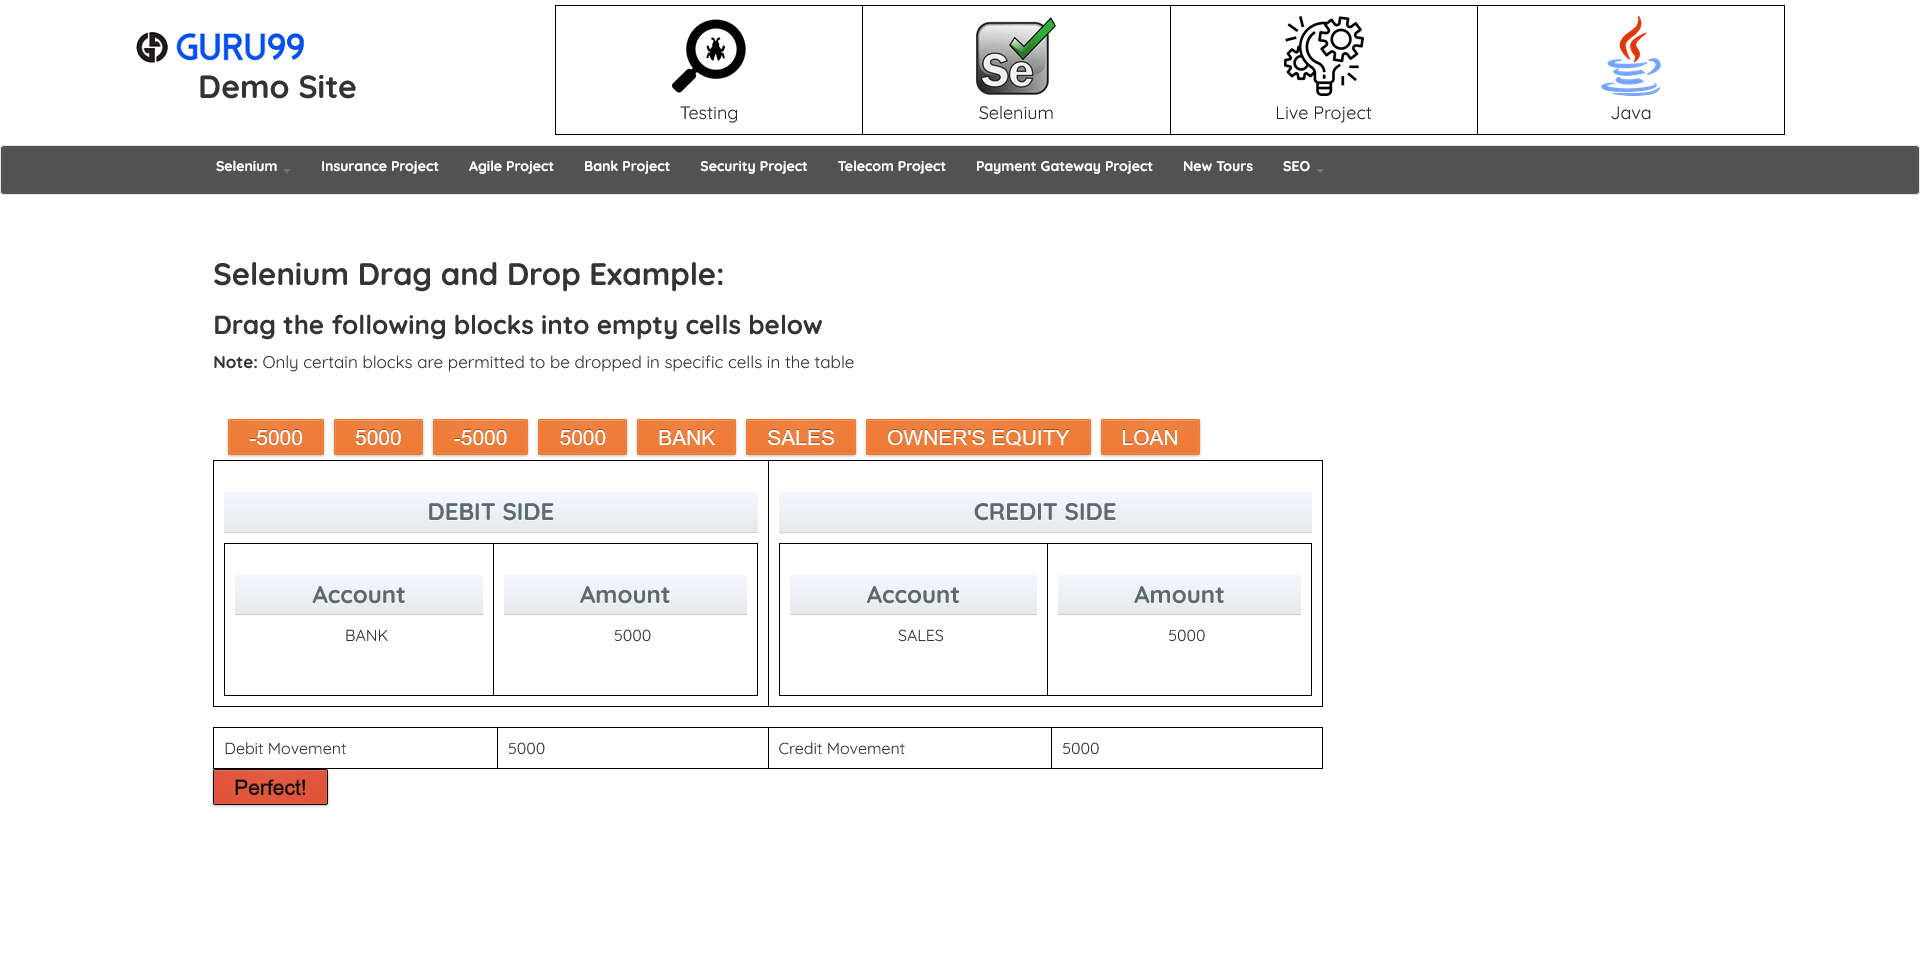 GURU99
Demo Site
Testing
Selenium
Live Project
Java
Selenium Insurance Project Agile Project Bank Project Security Project Telecom Project Payment Gateway Project New Tours SEO
Selenium Drag and Drop Example:
Drag the following blocks into empty cells below
Note: Only certain blocks are permitted to be dropped in specific cells in the table
-5000 5000 -5000 5000 BANK SALES OWNER'S EQUITY LOAN
DEBIT SIDE CREDIT SIDE
Account Amount Account Amount
BANK 5000 SALES 5000
Debit Movement 5000 Credit Movement 5000
Perfect!